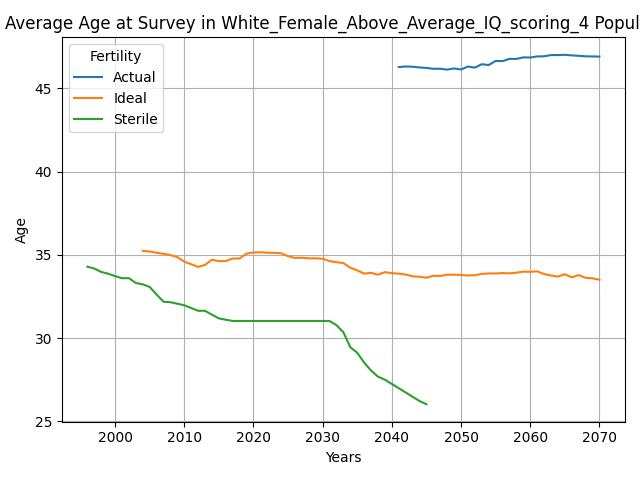 Average Age at Survey in White_Female_Above_Average_IQ_scoring_4 Popul
Fertility
Actual
Ideal
Sterile
45
40
35
30
25
Age
2000 2010 2020 2030 2040 2050 2060 2070
Years